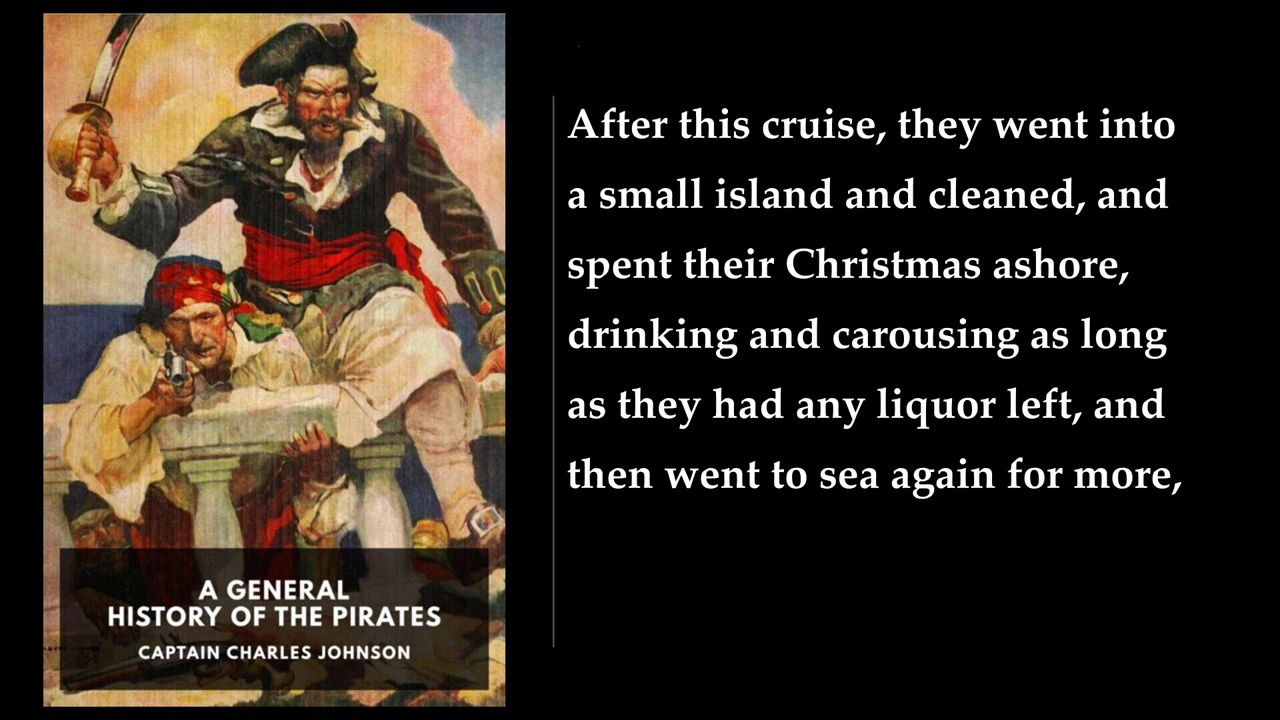 After this cruise, they went into
a small island and cleaned, and
spent their Christmas ashore,
drinking and carousing as long
as they had any liquor left, and
then went to sea again for more,
A GENERAL
HISTORY OF THE PIRATES
CAPTAIN CHARLES JOHNSON